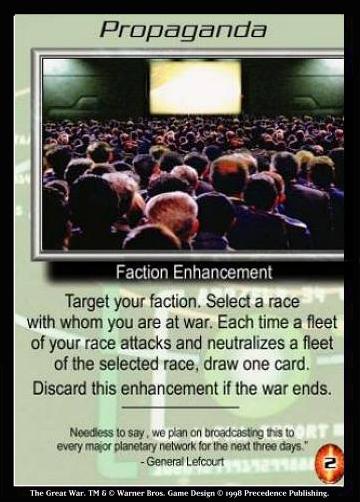 Propaganda
Faction Enhancement
Target your faction. Select a race
with whom you are at war. Each time a fleet
of your race attacks and neutralizes a fleet
of the selected race, draw one card.
Discard this enhancement if the war ends.
Needless to say, we plan on broadcasting this to
every major planetary network for the next three days."
- General Lefcourt
2
The Great War. TM & © Warner Bros. Game Design © 1998 Precedence Publishing.